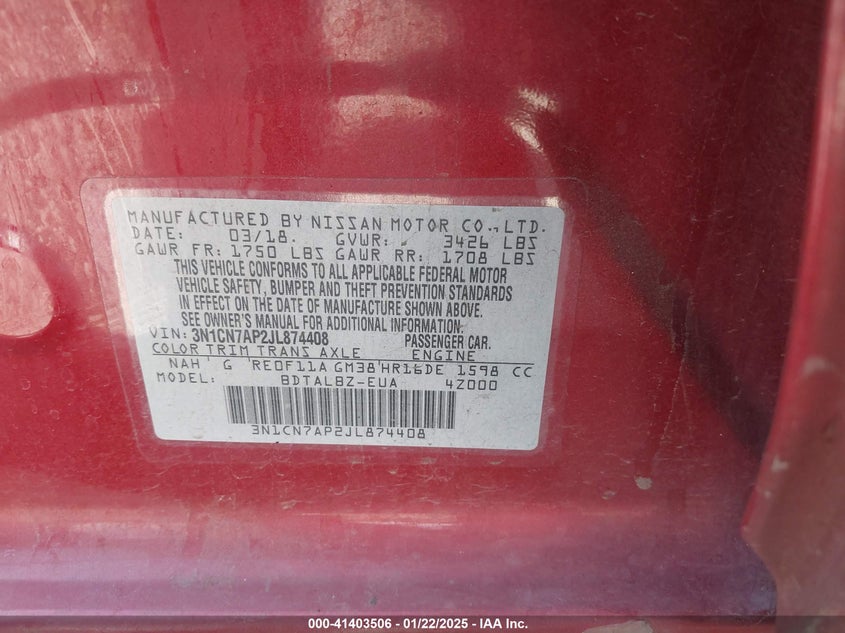 MANUFACTURED BY NISSAN MOTOR CO.,LTD.
DATE: 03/18. GVWR: 3426 LBS
GAWR FR: 1750 LBS GAWR RR: 1708 LBS
THIS VEHICLE CONFORMS TO ALL APPLICABLE FEDERAL MOTOR
VEHICLE SAFETY, BUMPER AND THEFT PREVENTION STANDARDS
IN EFFECT ON THE DATE OF MANUFACTURE SHOWN ABOVE.
SEE OWNER'S MANUAL FOR ADDITIONAL INFORMATION.
VIN: 3N1CN7AP2JL874408 PASSENGER CAR.
COLOR TRIM TRANS AXLE ENGINE
NAH G RE0F11A GM38 HR16DE 1598 CC
MODEL: BDTALBZ-EUA 4Z000
3N1CN7AP2JL874408
000-41403506 - 01/22/2025 - IAA Inc.